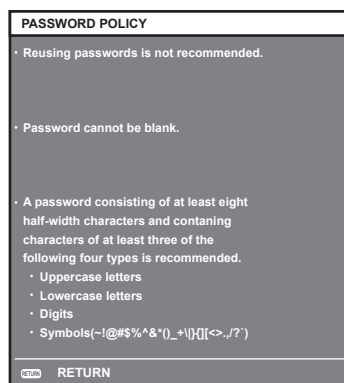 PASSWORD POLICY
· Reusing passwords is not recommended.
· Password cannot be blank.
· A password consisting of at least eight
half-width characters and contaning
characters of at least three of the
following four types is recommended.
· Uppercase letters
· Lowercase letters
· Digits
· Symbols(~!@#$%^&*()_+\|}{][<>.,/?`)
RETURN RETURN